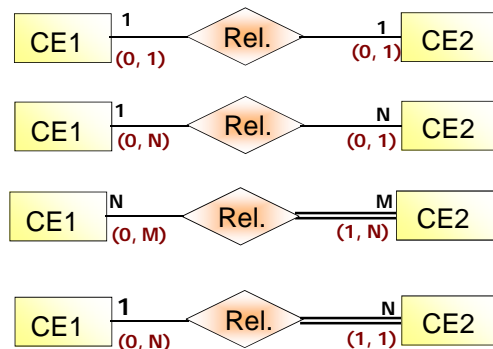 1 1
CE1 Rel. CE2
(0, 1) (0, 1)
1 N
CE1 Rel. CE2
(0, N) (0, 1)
N M
CE1 Rel. CE2
(0, M) (1, N)
1 N
CE1 Rel. CE2
(0, N) (1, 1)